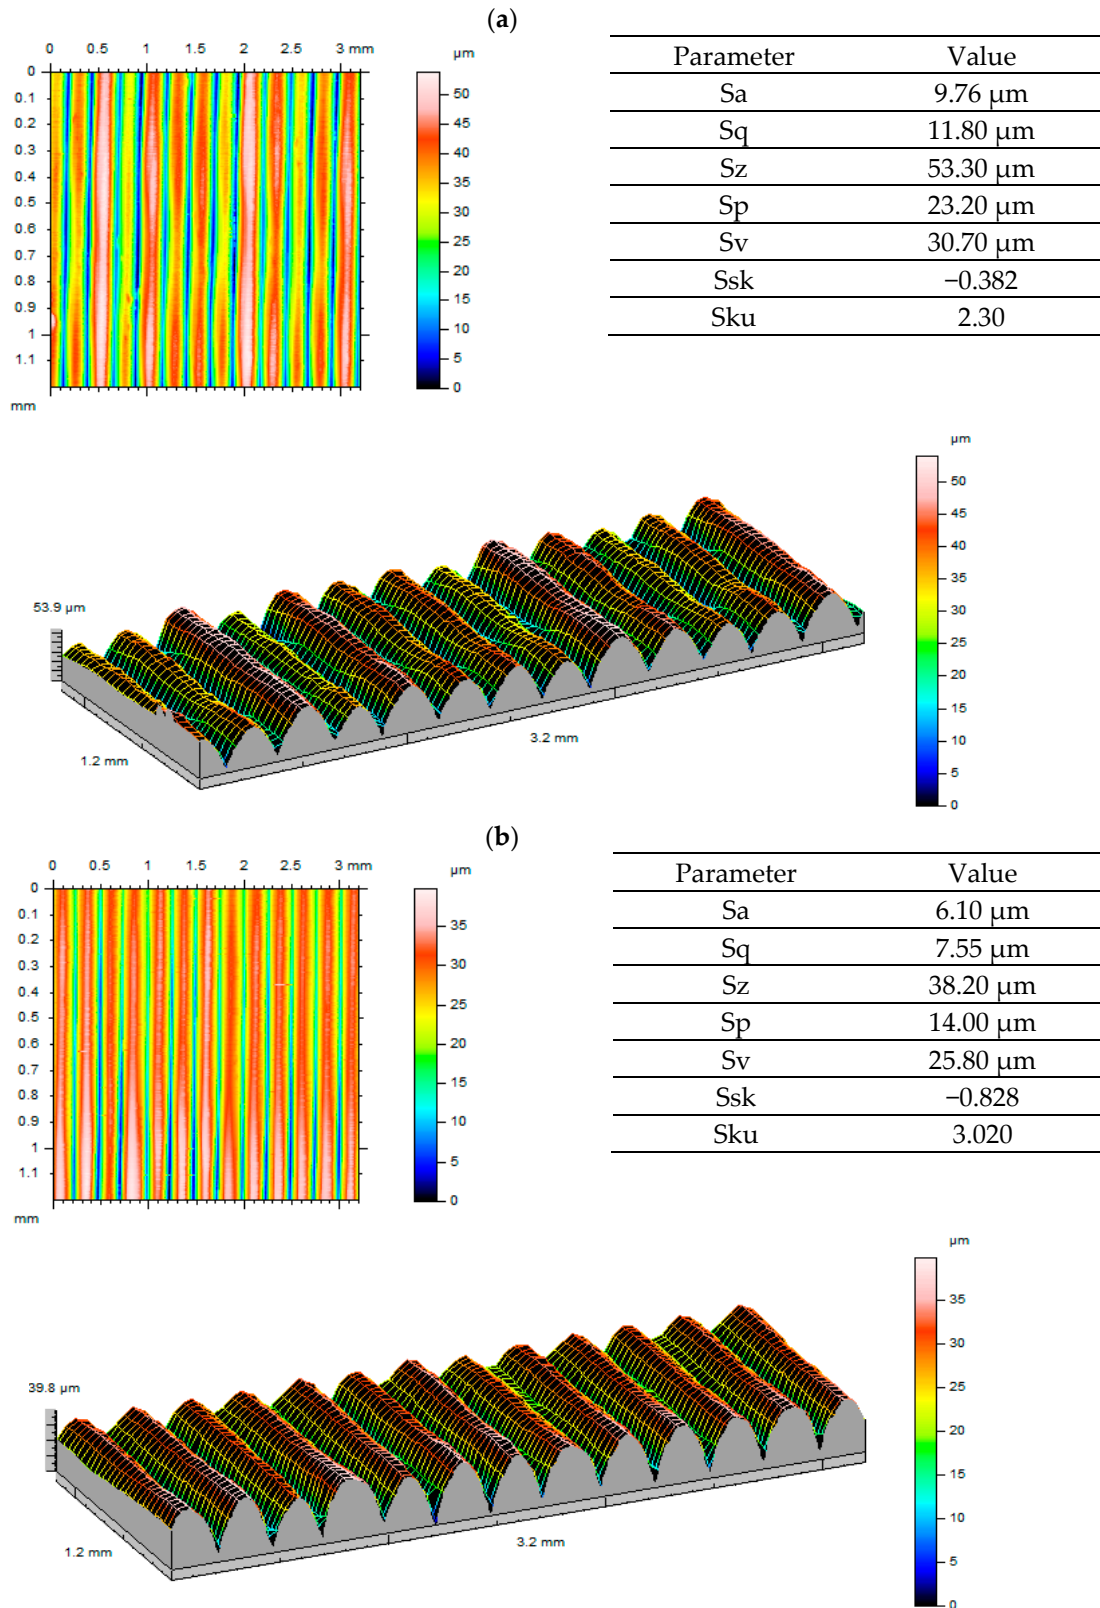 (a)
0 0.5 1 1.5 2 2.5 3 mm
µm
0
0.1
0.2
0.3
0.4
0.5
0.6
0.7
0.8
0.9
1
1.1
mm
50
45
40
35
30
25
20
15
10
5
0
Parameter Value
Sa 9.76 µm
Sq 11.80 µm
Sz 53.30 µm
Sp 23.20 µm
Sv 30.70 µm
Ssk −0.382
Sku 2.30
53.9 µm
1.2 mm
3.2 mm
µm
50
45
40
35
30
25
20
15
10
5
0
(b)
0 0.5 1 1.5 2 2.5 3 mm
µm
0
0.1
0.2
0.3
0.4
0.5
0.6
0.7
0.8
0.9
1
1.1
mm
35
30
25
20
15
10
5
0
Parameter Value
Sa 6.10 µm
Sq 7.55 µm
Sz 38.20 µm
Sp 14.00 µm
Sv 25.80 µm
Ssk −0.828
Sku 3.020
39.8 µm
1.2 mm
3.2 mm
µm
35
30
25
20
15
10
5
0